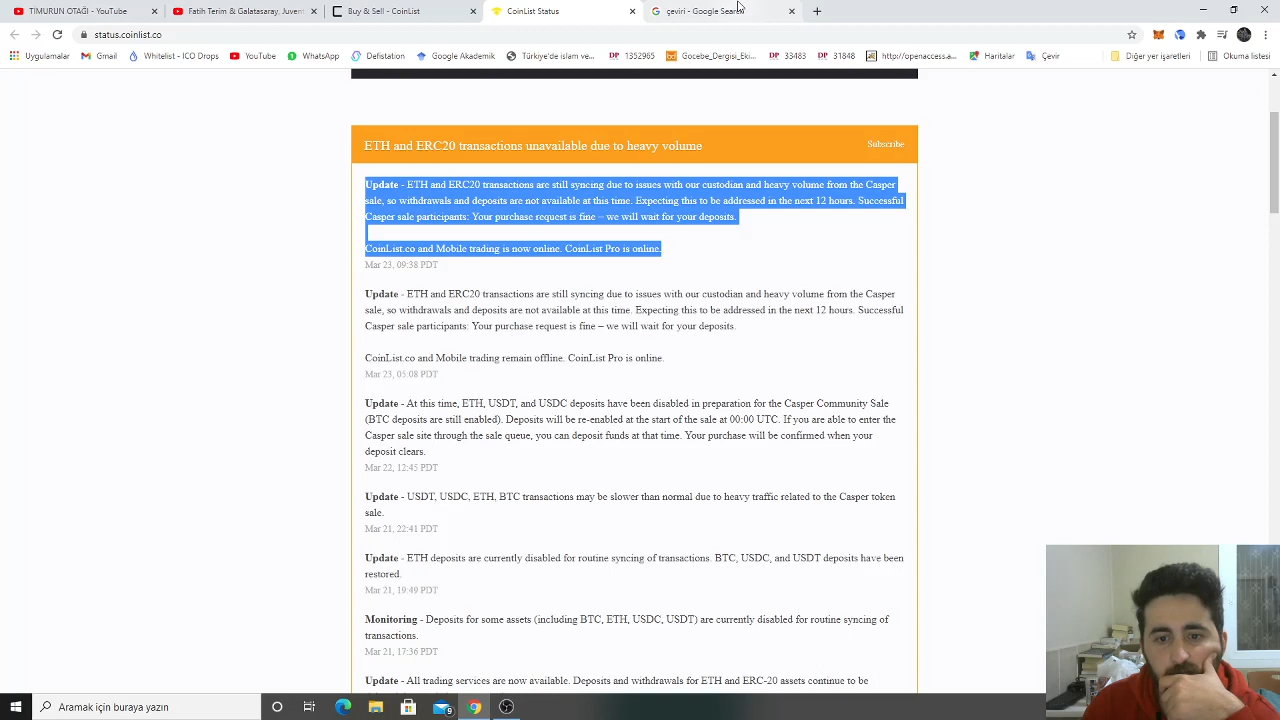 TIMURUN OTAĞI - YouTube
Fatih Terim & Galatasaray, Juvent
Buy & Sell - CoinList
CoinList Status
çeviri - Google Search
status.coinlist.co
Uygulamalar
Gmail
Whitelist - ICO Drops
YouTube
WhatsApp
Defistation
Google Akademik
Türkiye'de islam ve...
DP 1352965
Gocebe_Dergisi_Eki...
DP 33483
DP 31848
http://openaccess.a...
Haritalar
Çevir
Diğer yer işaretleri
Okuma listesi
ETH and ERC20 transactions unavailable due to heavy volume
Subscribe
Update - ETH and ERC20 transactions are still syncing due to issues with our custodian and heavy volume from the Casper
sale, so withdrawals and deposits are not available at this time. Expecting this to be addressed in the next 12 hours. Successful
Casper sale participants: Your purchase request is fine – we will wait for your deposits.
CoinList.co and Mobile trading is now online. CoinList Pro is online.
Mar 23, 09:38 PDT
Update - ETH and ERC20 transactions are still syncing due to issues with our custodian and heavy volume from the Casper
sale, so withdrawals and deposits are not available at this time. Expecting this to be addressed in the next 12 hours. Successful
Casper sale participants: Your purchase request is fine – we will wait for your deposits.
CoinList.co and Mobile trading remain offline. CoinList Pro is online.
Mar 23, 05:08 PDT
Update - At this time, ETH, USDT, and USDC deposits have been disabled in preparation for the Casper Community Sale
(BTC deposits are still enabled). Deposits will be re-enabled at the start of the sale at 00:00 UTC. If you are able to enter the
Casper sale site through the sale queue, you can deposit funds at that time. Your purchase will be confirmed when your
deposit clears.
Mar 22, 12:45 PDT
Update - USDT, USDC, ETH, BTC transactions may be slower than normal due to heavy traffic related to the Casper token
sale.
Mar 21, 22:41 PDT
Update - ETH deposits are currently disabled for routine syncing of transactions. BTC, USDC, and USDT deposits have been
restored.
Mar 21, 19:49 PDT
Monitoring - Deposits for some assets (including BTC, ETH, USDC, USDT) are currently disabled for routine syncing of
transactions.
Mar 21, 17:36 PDT
Update - All trading services are now available. Deposits and withdrawals for ETH and ERC-20 assets continue to be
Aramak için buraya yazın
9